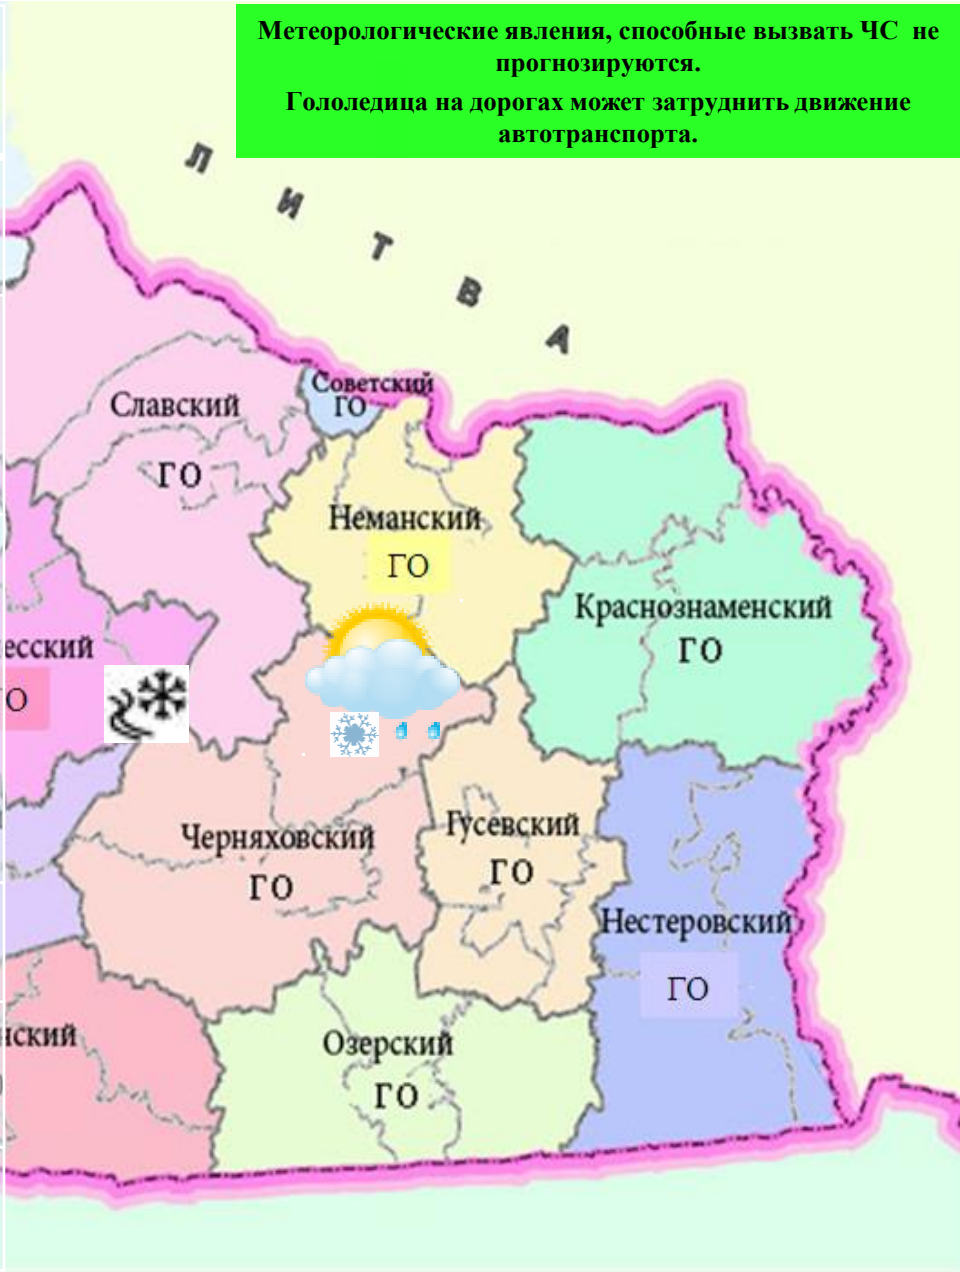 Метеорологические явления, способные вызвать ЧС не
прогнозируются.
Гололедица на дорогах может затруднить движение
автотранспорта.
ЛИТВА
Советский
ГО
Славский
ГО
Неманский
ГО
Краснознаменский
ГО
есский
О
Черняховский
ГО
Гусевский
ГО
Нестеровский
ГО
нский
Озерский
ГО